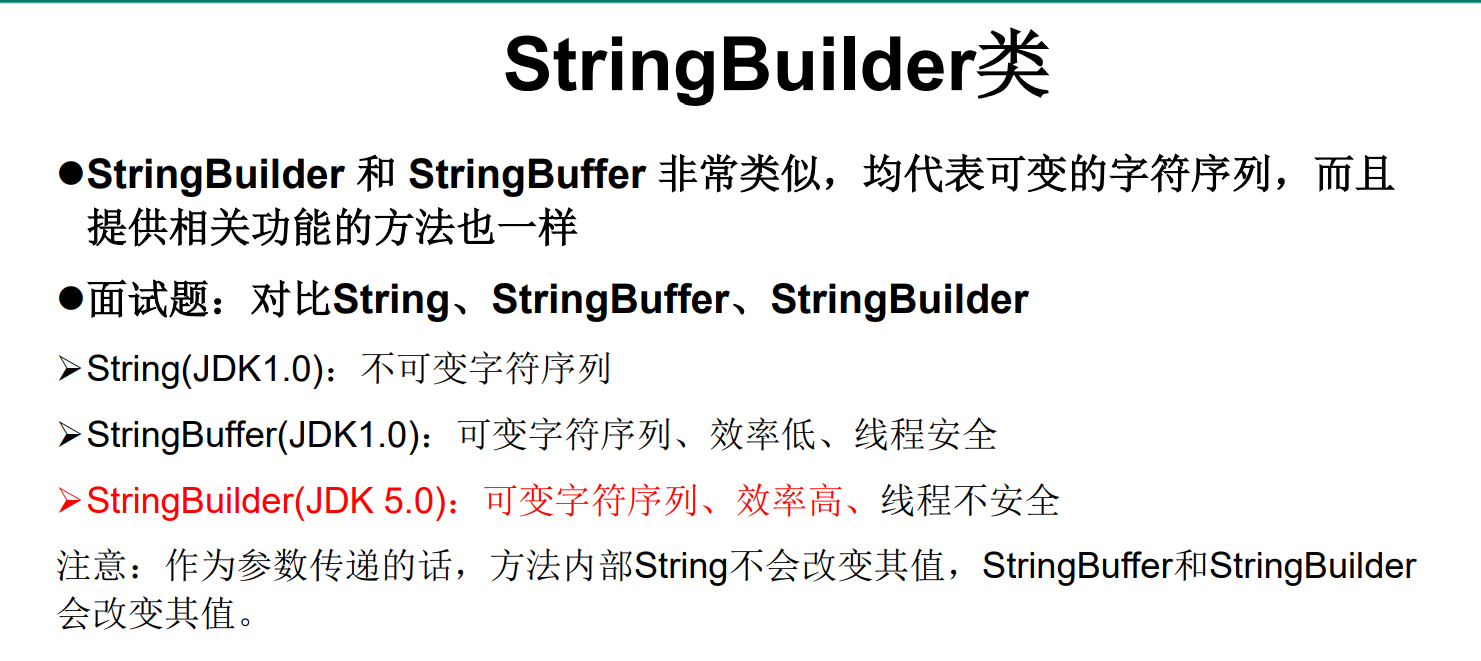 StringBuilder类
●StringBuilder 和 StringBuffer 非常类似，均代表可变的字符序列，而且
提供相关功能的方法也一样
●面试题：对比String、StringBuffer、StringBuilder
➢String(JDK1.0)：不可变字符序列
➢StringBuffer(JDK1.0)：可变字符序列、效率低、线程安全
➢StringBuilder(JDK 5.0)：可变字符序列、效率高、线程不安全
注意：作为参数传递的话，方法内部String不会改变其值，StringBuffer和StringBuilder
会改变其值。